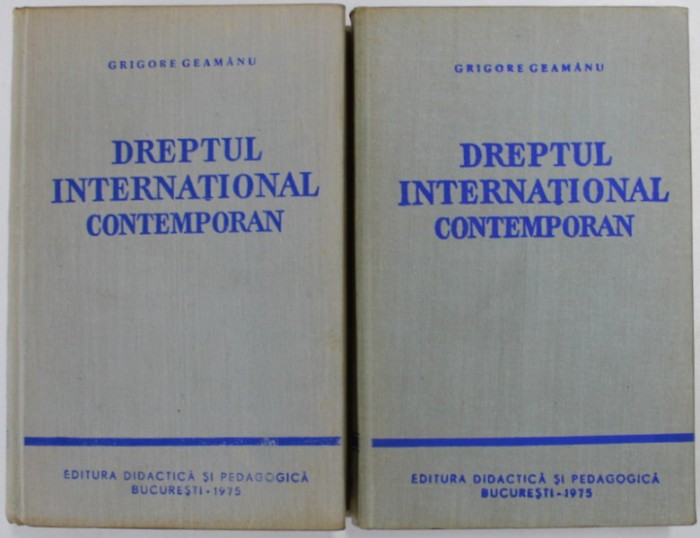 GRIGORE GEAMĂNU
DREPTUL
INTERNAȚIONAL
CONTEMPORAN
EDITURA DIDACTICĂ ȘI PEDAGOGICĂ
BUCUREȘTI - 1975
GRIGORE GEAMĂNU
DREPTUL
INTERNAȚIONAL
CONTEMPORAN
EDITURA DIDACTICĂ ȘI PEDAGOGICĂ
BUCUREȘTI - 1975